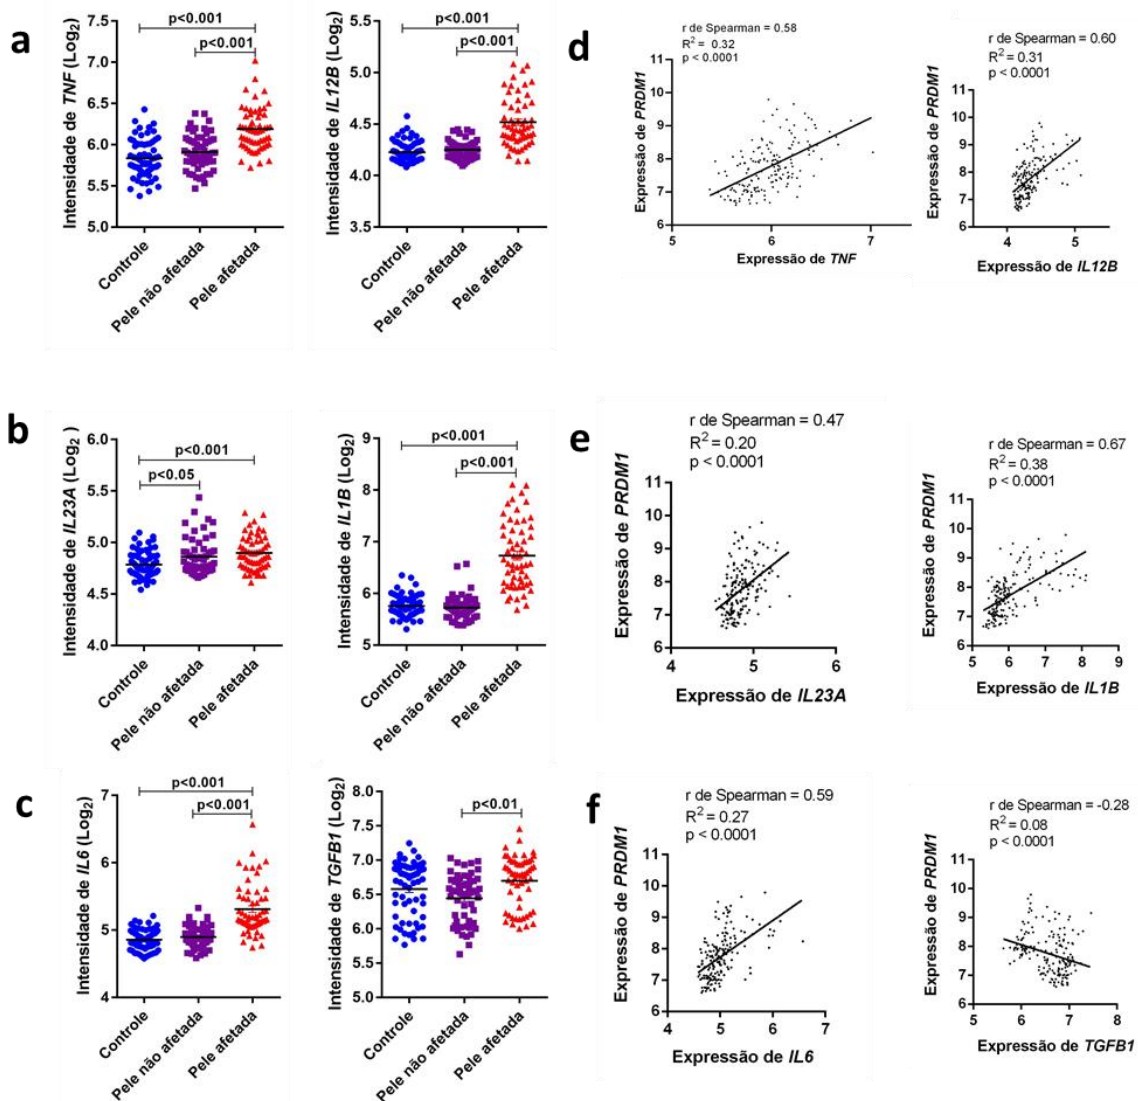 a
Intensidade de TNF (Log2)
7.5
7.0
6.5
6.0
5.5
5.0
p<0.001
p<0.001
Controle
Pele não afetada
Pele afetada
Intensidade de IL12B (Log2)
5.5
5.0
4.5
4.0
3.5
p<0.001
p<0.001
Controle
Pele não afetada
Pele afetada
d
r de Spearman = 0.58
R2 = 0.32
p < 0.0001
Expressão de PRDM1
11
10
9
8
7
6
5
6
7
Expressão de TNF
r de Spearman = 0.60
R2 = 0.31
p < 0.0001
Expressão de PRDM1
11
10
9
8
7
6
4
5
Expressão de IL12B
b
Intensidade de IL23A (Log2)
6.0
5.5
5.0
4.5
4.0
p<0.001
p<0.05
Controle
Pele não afetada
Pele afetada
Intensidade de IL1B (Log2)
9
8
7
6
5
p<0.001
p<0.001
Controle
Pele não afetada
Pele afetada
e
r de Spearman = 0.47
R2 = 0.20
p < 0.0001
Expressão de PRDM1
11
10
9
8
7
6
4
5
6
Expressão de IL23A
r de Spearman = 0.67
R2 = 0.38
p < 0.0001
Expressão de PRDM1
11
10
9
8
7
6
5
6
7
8
9
Expressão de IL1B
c
Intensidade de IL6 (Log2)
7
6
5
4
p<0.001
p<0.001
Controle
Pele não afetada
Pele afetada
Intensidade de TGFB1 (Log2)
8.0
7.5
7.0
6.5
6.0
5.5
5.0
p<0.01
Controle
Pele não afetada
Pele afetada
f
r de Spearman = 0.59
R2 = 0.27
p < 0.0001
Expressão de PRDM1
11
10
9
8
7
6
4
5
6
7
Expressão de IL6
r de Spearman = -0.28
R2 = 0.08
p < 0.0001
Expressão de PRDM1
11
10
9
8
7
6
5
6
7
8
Expressão de TGFB1